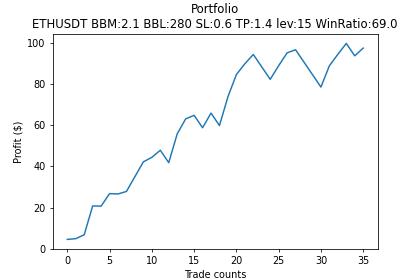 Portfolio
ETHUSDT BBM:2.1 BBL:280 SL:0.6 TP:1.4 lev:15 WinRatio:69.0
100
80
60
40
20
0
Profit ($)
0 5 10 15 20 25 30 35
Trade counts